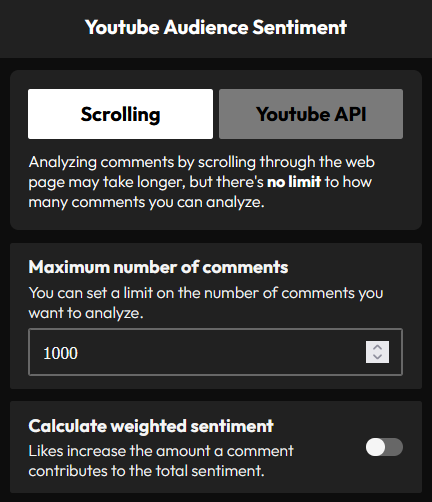 Youtube Audience Sentiment
Scrolling
Youtube API
Analyzing comments by scrolling through the web
page may take longer, but there's no limit to how
many comments you can analyze.
Maximum number of comments
You can set a limit on the number of comments you
want to analyze.
1000
Calculate weighted sentiment
Likes increase the amount a comment
contributes to the total sentiment.